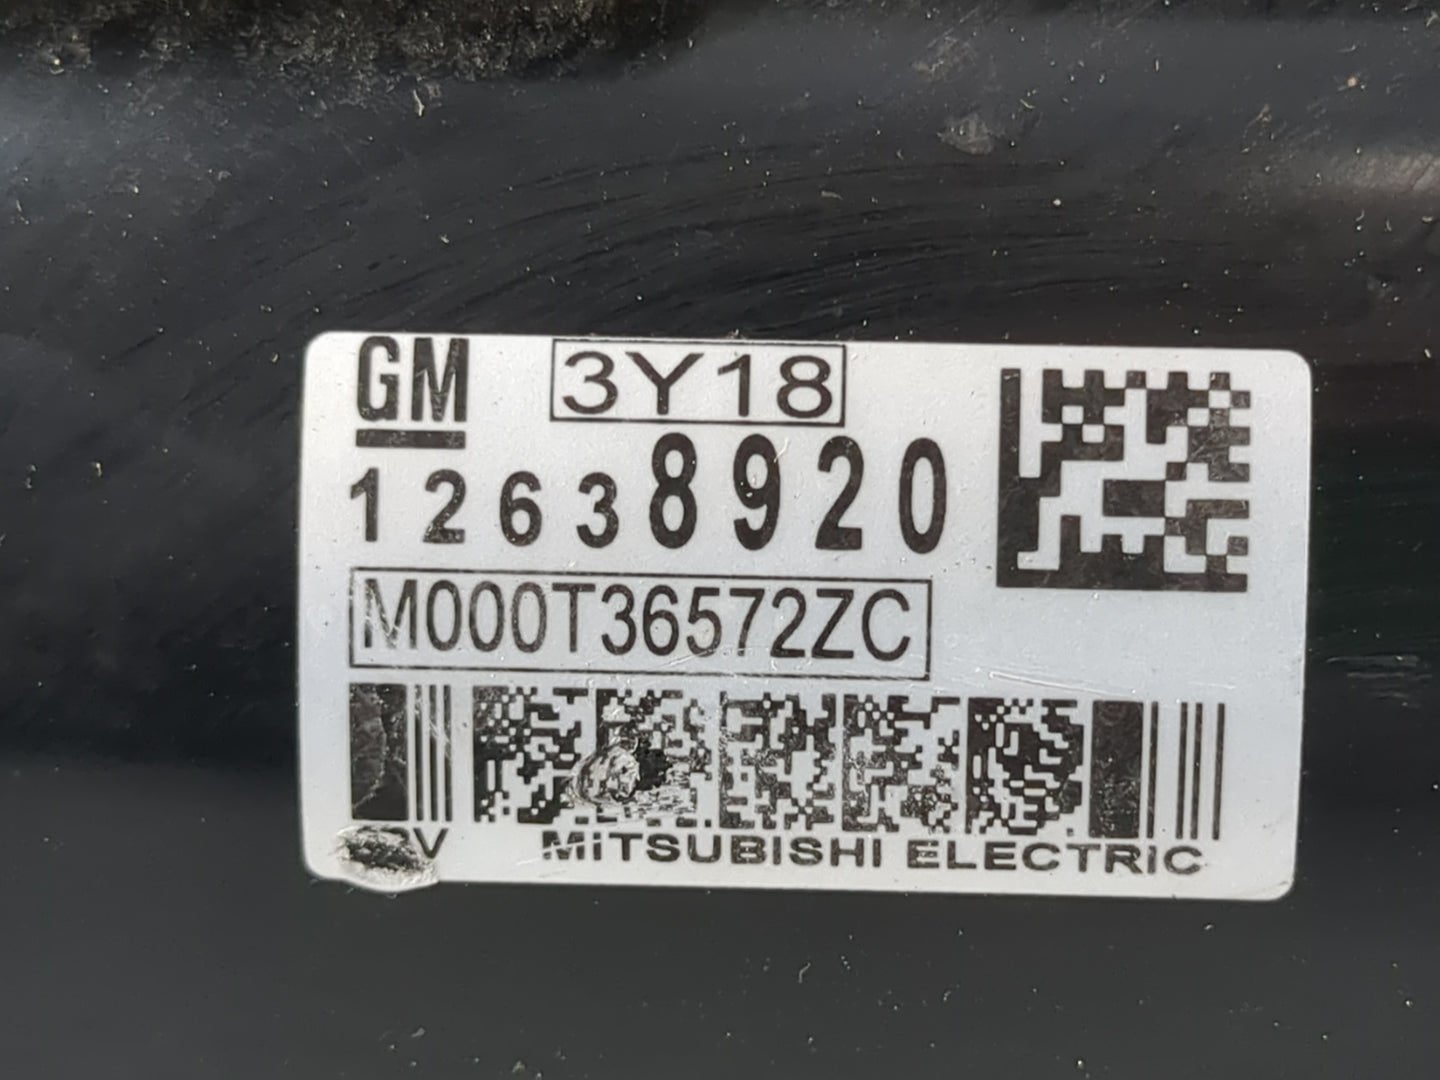 GM 3Y18
12638920
M000T36572ZC
MiTSUBISHI ELECTRIC